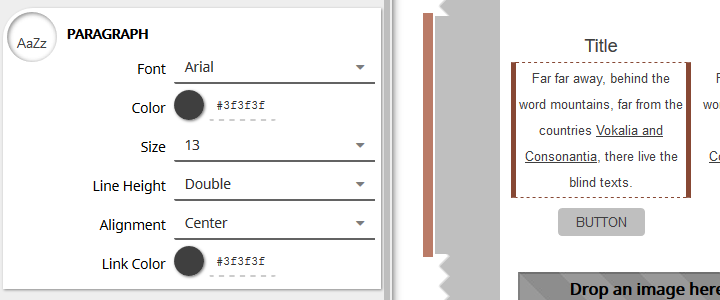 AaZz
PARAGRAPH
Font Arial
Color #3f3f3f
Size 13
Line Height Double
Alignment Center
Link Color #3f3f3f
Title
Far far away, behind the
word mountains, far from the
countries Vokalia and
Consonantia, there live the
blind texts.
BUTTON
Drop an image here